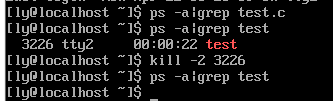 [ly@localhost ~]$ ps -a|grep test.c
[ly@localhost ~]$ ps -a|grep test
3226 tty2 00:00:22 test
[ly@localhost ~]$ kill -2 3226
[ly@localhost ~]$ ps -a|grep test
[ly@localhost ~]$